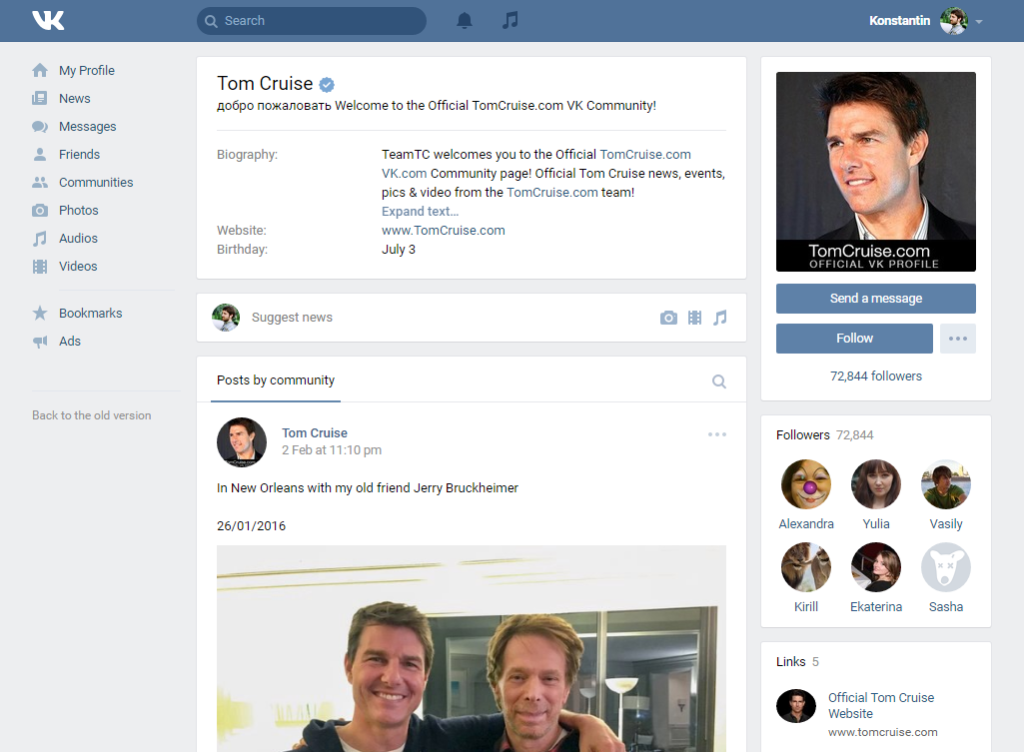 VK
Search
Konstantin
My Profile
News
Messages
Friends
Communities
Photos
Audios
Videos
Bookmarks
Ads
Back to the old version
Tom Cruise
добро пожаловать Welcome to the Official TomCruise.com VK Community!
Biography:
TeamTC welcomes you to the Official TomCruise.com
VK.com Community page! Official Tom Cruise news, events,
pics & video from the TomCruise.com team!
Expand text...
Website:
www.TomCruise.com
Birthday:
July 3
Suggest news
Posts by community
Tom Cruise
2 Feb at 11:10 pm
In New Orleans with my old friend Jerry Bruckheimer
26/01/2016
TomCruise.com
OFFICIAL VK PROFILE
Send a message
Follow
72,844 followers
Followers 72,844
Alexandra
Yulia
Vasily
Kirill
Ekaterina
Sasha
Links 5
Official Tom Cruise
Website
www.tomcruise.com